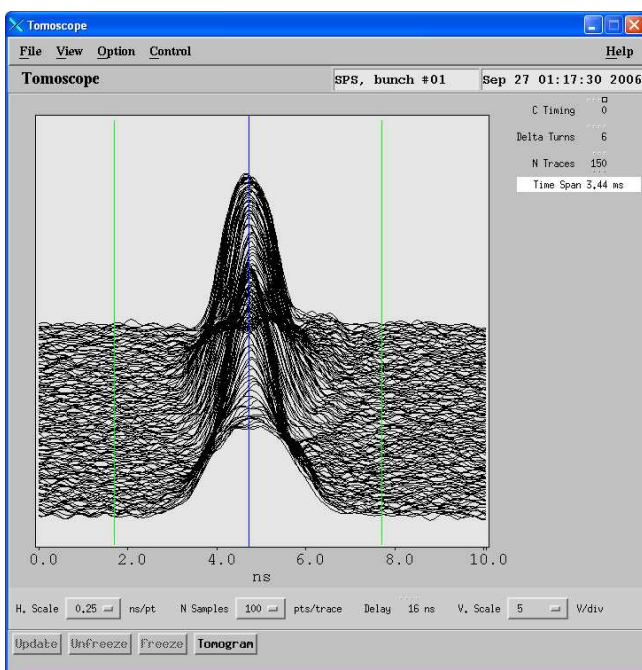 Tomoscope
File View Option Control Help
Tomoscope SPS, bunch #01 Sep 27 01:17:30 2006
C Timing 0
Delta Turns 6
N Traces 150
Time Span 3.44 ms
0.0 2.0 4.0 6.0 8.0 10.0
ns
H. Scale 0.25 ns/pt N Samples 100 pts/trace Delay 16 ns V. Scale 5 V/div
Update Unfreeze Freeze Tomogram